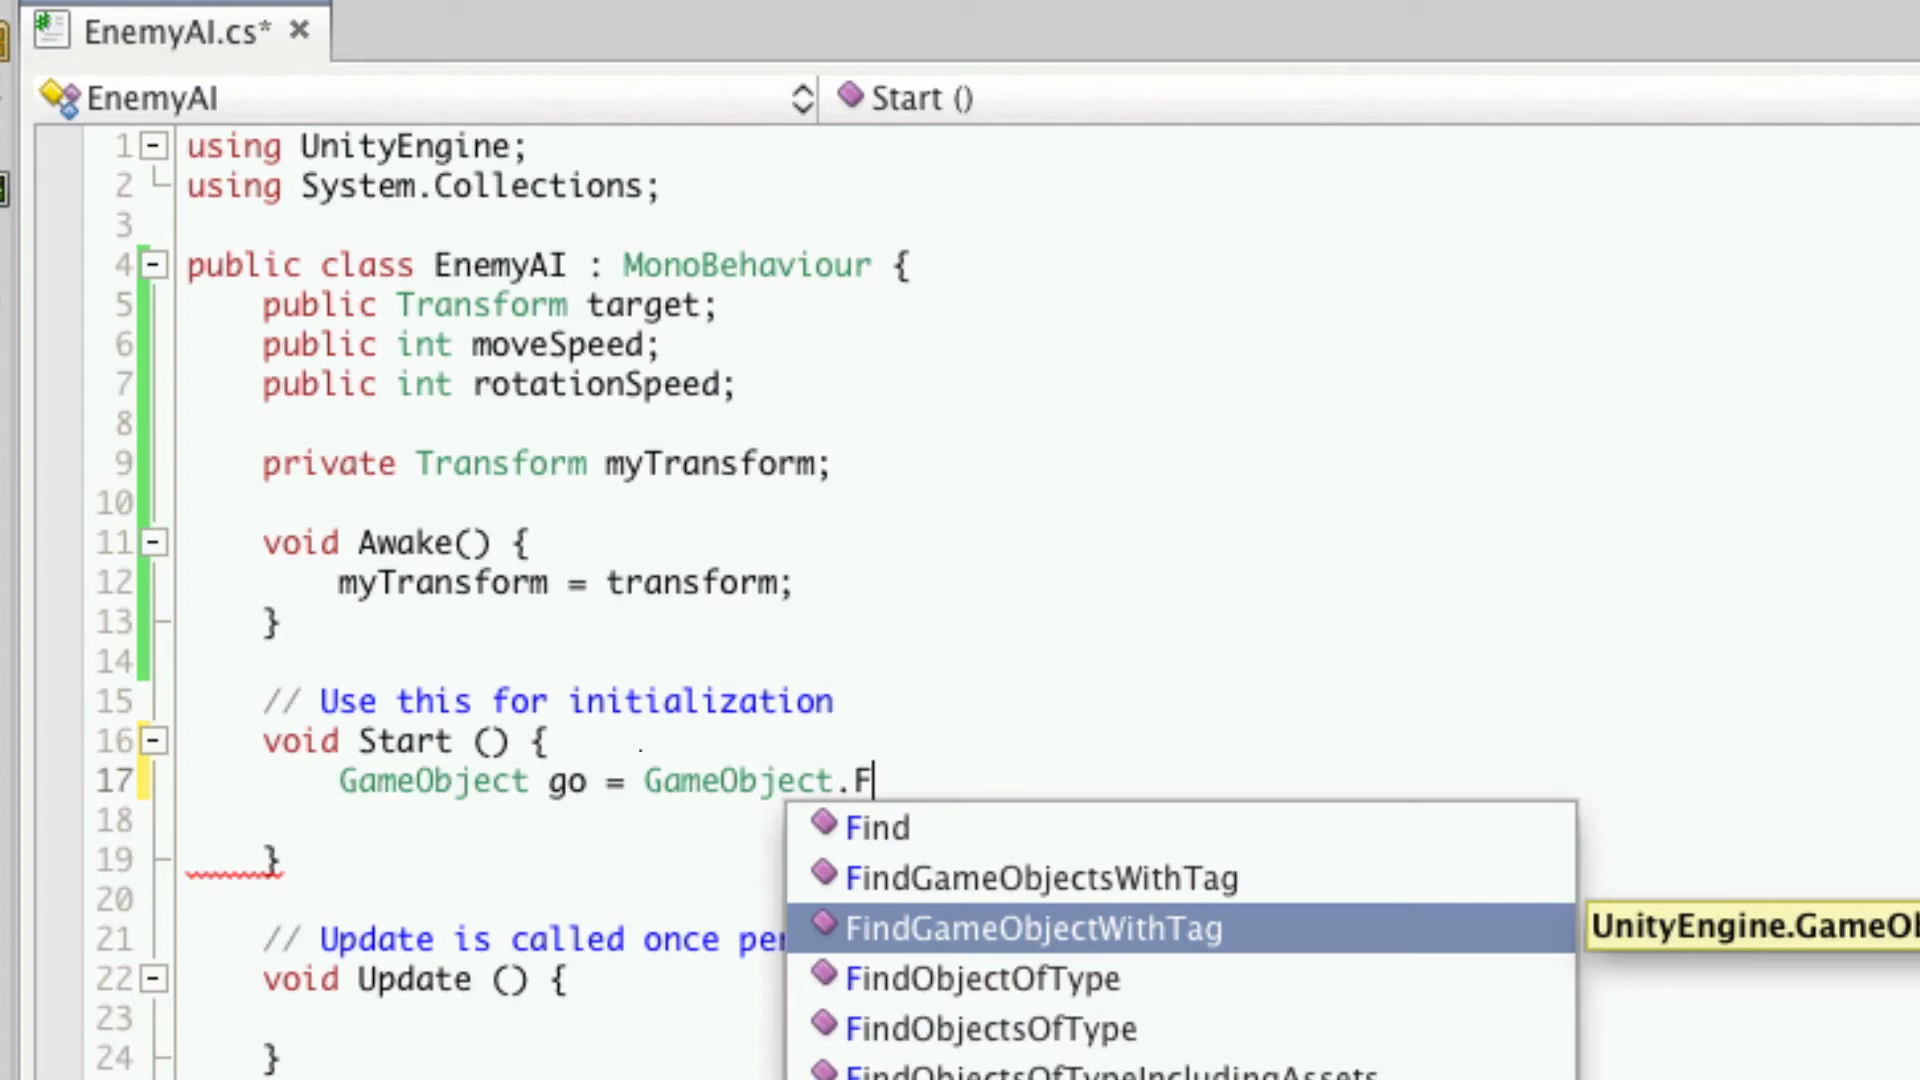 EnemyAI.cs*
EnemyAI
Start ()
1 using UnityEngine;
2 using System.Collections;
3
4 public class EnemyAI : MonoBehaviour {
5 public Transform target;
6 public int moveSpeed;
7 public int rotationSpeed;
8
9 private Transform myTransform;
10
11 void Awake() {
12 myTransform = transform;
13 }
14
15 // Use this for initialization
16 void Start () {
17 GameObject go = GameObject.F
18
19 }
20
21 // Update is called once per
22 void Update () {
23
24 }
Find
FindGameObjectsWithTag
FindGameObjectWithTag
FindObjectOfType
FindObjectsOfType
FindObjectsOfTypeIncludingAssets
UnityEngine.GameOb